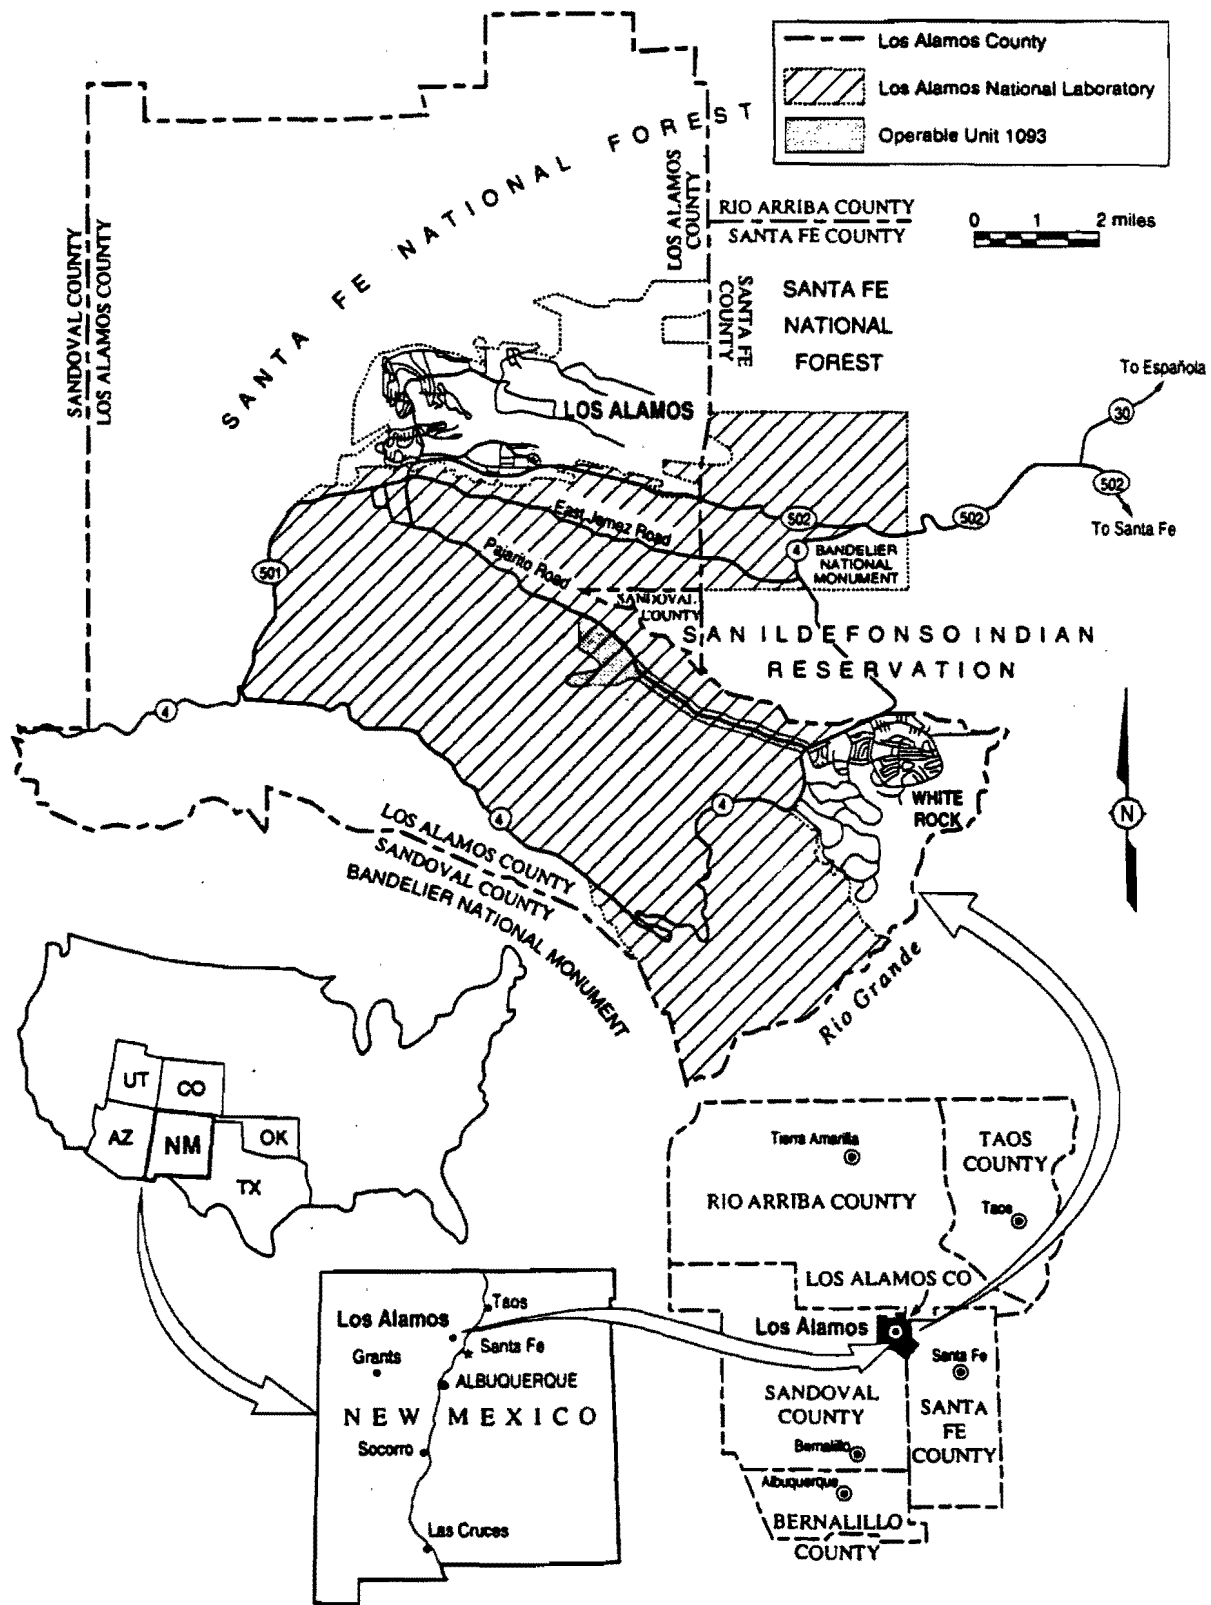 Los Alamos County
Los Alamos National Laboratory
Operable Unit 1093
SANTA FE NATIONAL FOREST
LOS ALAMOS
COUNTY
RIO ARRIBA COUNTY
SANTA FE COUNTY
0 1 2 miles
SANDOVAL COUNTY
LOS ALAMOS COUNTY
SANTA FE
COUNTY
SANTA FE
NATIONAL
FOREST
To Española
30
LOS ALAMOS
502
To Santa Fe
502
502
East Jemez Road
4
BANDELIER
NATIONAL
MONUMENT
Pajarito Road
501
SANDOVAL
COUNTY
SAN ILDEFONSO INDIAN
RESERVATION
4
WHITE
ROCK
4
4
N
LOS ALAMOS COUNTY
SANDOVAL COUNTY
BANDELIER NATIONAL MONUMENT
Rio Grande
UT
CO
AZ
NM
OK
TX
Tierra Amarilla
TAOS
COUNTY
RIO ARRIBA COUNTY
Taos
LOS ALAMOS CO
Los Alamos
Santa Fe
SANDOVAL
COUNTY
SANTA
FE
COUNTY
Bernalillo
Albuquerque
BERNALILLO
COUNTY
Taos
Los Alamos
Santa Fe
Grants
ALBUQUERQUE
NEW MEXICO
Socorro
Las Cruces